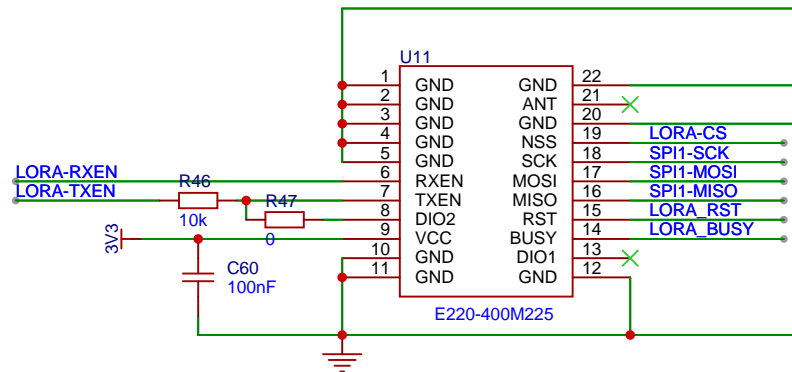 U11
1 GND GND 22
2 GND ANT 21
3 GND GND 20
4 GND NSS 19 LORA-CS
5 GND SCK 18 SPI1-SCK
LORA-RXEN 6 RXEN MOSI 17 SPI1-MOSI
LORA-TXEN R46 10k 7 TXEN MISO 16 SPI1-MISO
R47 0 8 DIO2 RST 15 LORA_RST
3V3 9 VCC BUSY 14 LORA_BUSY
10 GND DIO1 13
11 GND GND 12
C60
100nF
E220-400M225